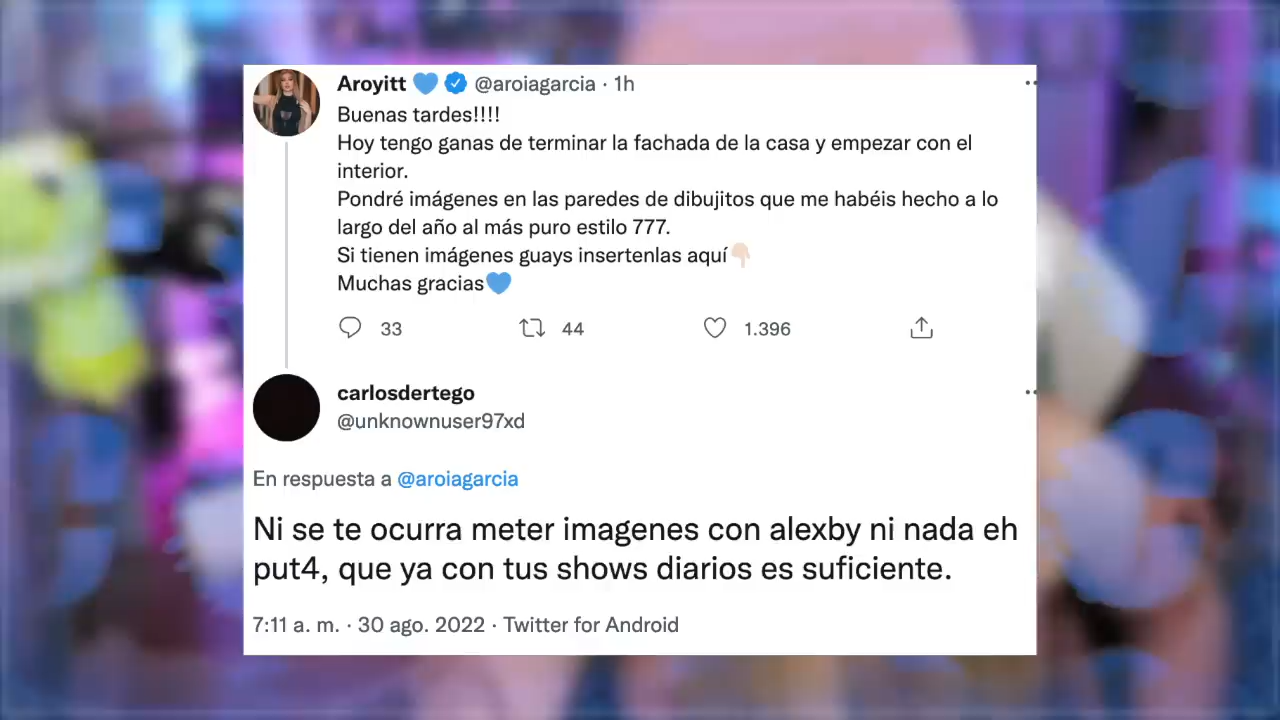 Aroyitt 💙 @aroiagarcia · 1h
Buenas tardes!!!!
Hoy tengo ganas de terminar la fachada de la casa y empezar con el
interior.
Pondré imágenes en las paredes de dibujitos que me habéis hecho a lo
largo del año al más puro estilo 777.
Si tienen imágenes guays insertenlas aquí👇🏻
Muchas gracias💙
33 44 1.396
carlosdertego
@unknownuser97xd
En respuesta a @aroiagarcia
Ni se te ocurra meter imagenes con alexby ni nada eh
put4, que ya con tus shows diarios es suficiente.
7:11 a. m. · 30 ago. 2022 · Twitter for Android